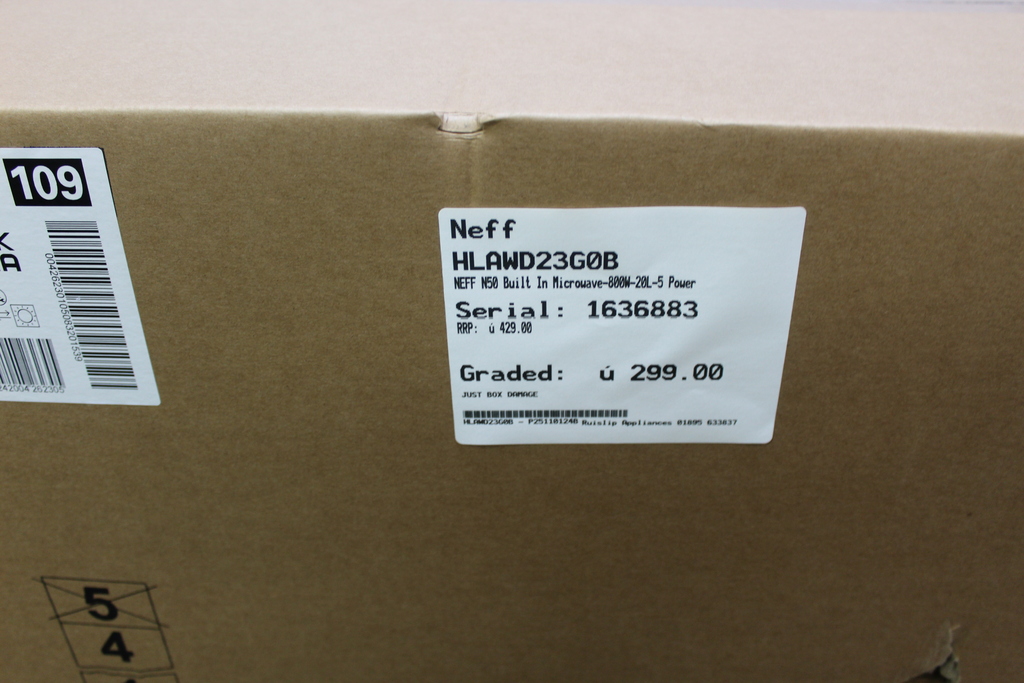 109
A
Neff
HLAWD23G0B
NEFF N50 Built In Microwave-800W-20L-5 Power
Serial: 1636883
RRP: ú 429.00
Graded: ú 299.00
JUST BOX DAMAGE
HLAWD23G0B - P25110124B Ruislip Appliances 01895 633837
5
4